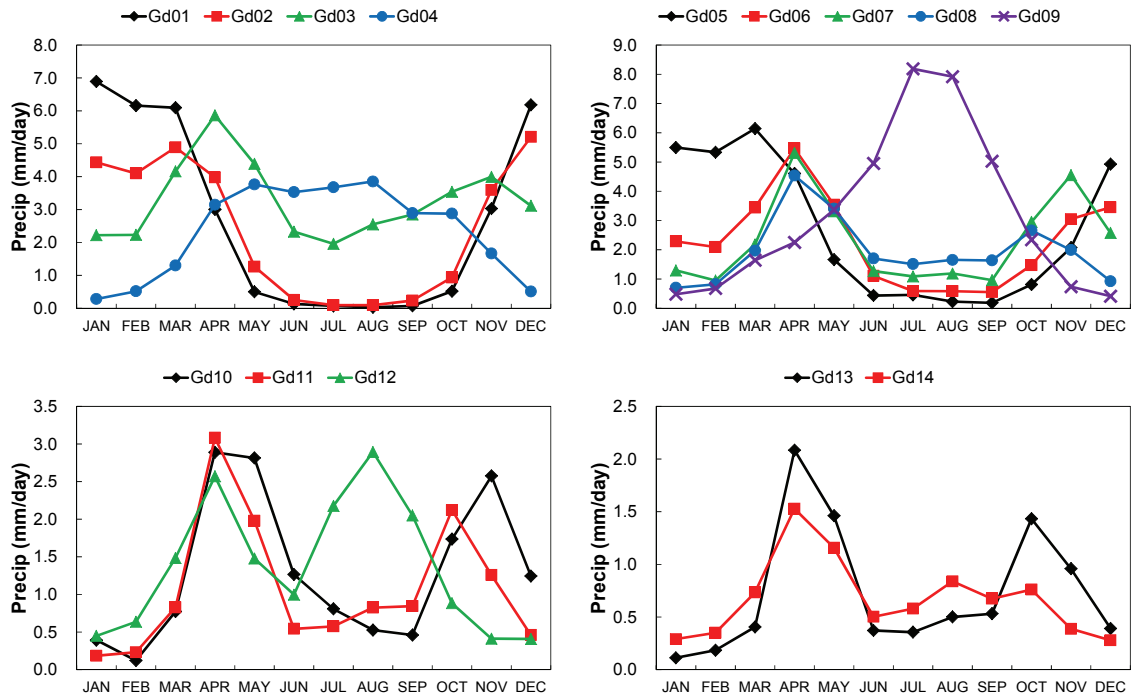 Gd01 Gd02 Gd03 Gd04
Precip (mm/day)
8.0
7.0
6.0
5.0
4.0
3.0
2.0
1.0
0.0
JAN FEB MAR APR MAY JUN JUL AUG SEP OCT NOV DEC
Gd05 Gd06 Gd07 Gd08 Gd09
Precip (mm/day)
9.0
8.0
7.0
6.0
5.0
4.0
3.0
2.0
1.0
0.0
JAN FEB MAR APR MAY JUN JUL AUG SEP OCT NOV DEC
Gd10 Gd11 Gd12
Precip (mm/day)
3.5
3.0
2.5
2.0
1.5
1.0
0.5
0.0
JAN FEB MAR APR MAY JUN JUL AUG SEP OCT NOV DEC
Gd13 Gd14
Precip (mm/day)
2.5
2.0
1.5
1.0
0.5
0.0
JAN FEB MAR APR MAY JUN JUL AUG SEP OCT NOV DEC